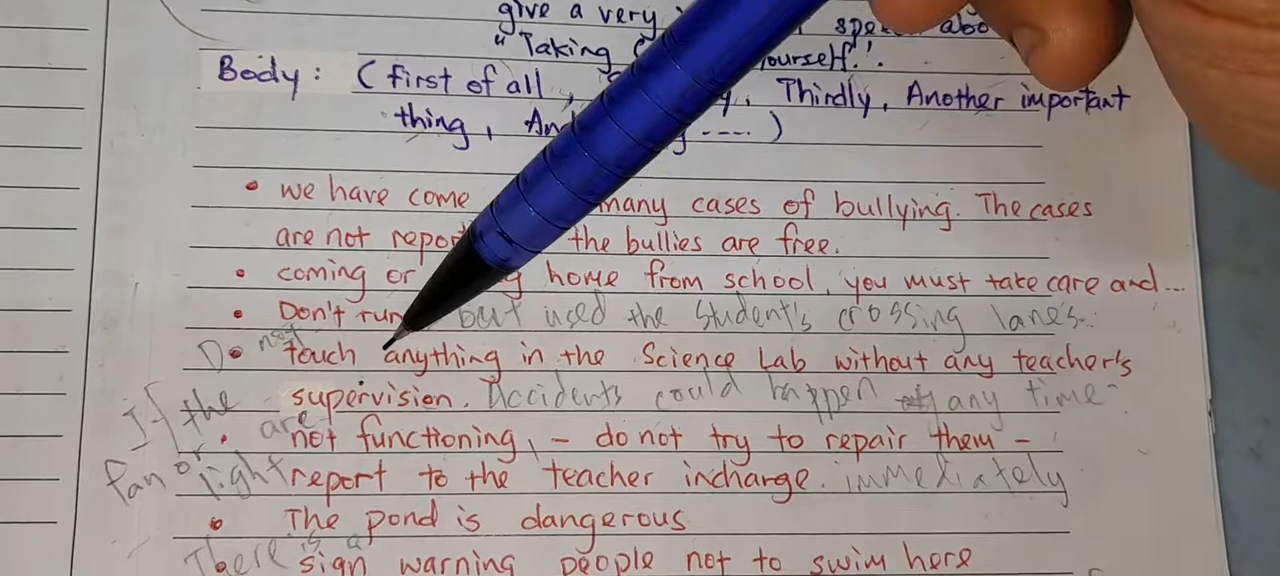 give a very spe abo
"Taking yourself."
Body: (First of all, y, Thirdly, Another important
thing, An g ....)
• we have come many cases of bullying. The cases
are not report the bullies are free.
• coming or g home from school, you must take care and...
• Don't run but used the student's crossing lanes..
Do not • touch anything in the Science Lab without any teacher's
supervision. Accidents could happen any time
If the fan or light are • not functioning, - do not try to repair them -
report to the teacher incharge. immediately
• The pond is dangerous
There is a sign warning people not to swim here